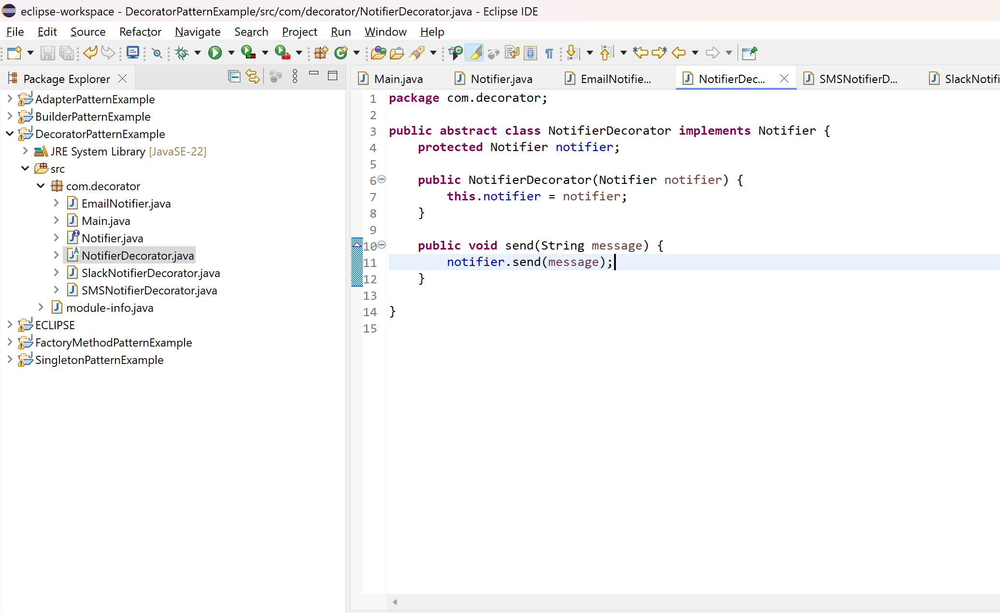 eclipse-workspace - DecoratorPatternExample/src/com/decorator/NotifierDecorator.java - Eclipse IDE
File Edit Source Refactor Navigate Search Project Run Window Help
Package Explorer
AdapterPatternExample
BuilderPatternExample
DecoratorPatternExample
JRE System Library [JavaSE-22]
src
com.decorator
EmailNotifier.java
Main.java
Notifier.java
NotifierDecorator.java
SlackNotifierDecorator.java
SMSNotifierDecorator.java
module-info.java
ECLIPSE
FactoryMethodPatternExample
SingletonPatternExample
Main.java Notifier.java EmailNotifie... NotifierDec... SMSNotifierD... SlackNotifi
1 package com.decorator;
2
3 public abstract class NotifierDecorator implements Notifier {
4     protected Notifier notifier;
5
6     public NotifierDecorator(Notifier notifier) {
7         this.notifier = notifier;
8     }
9
10     public void send(String message) {
11         notifier.send(message);
12     }
13
14 }
15